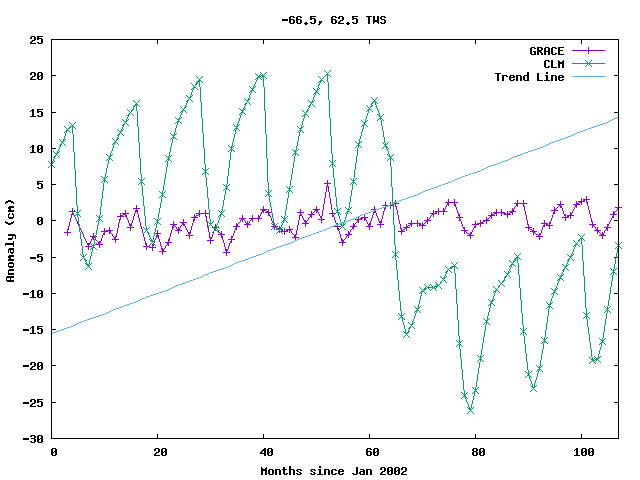 -66.5, 62.5 TWS
GRACE
CLM
Trend Line
25
20
15
10
5
0
-5
-10
-15
-20
-25
-30
Anomaly (cm)
0 20 40 60 80 100
Months since Jan 2002